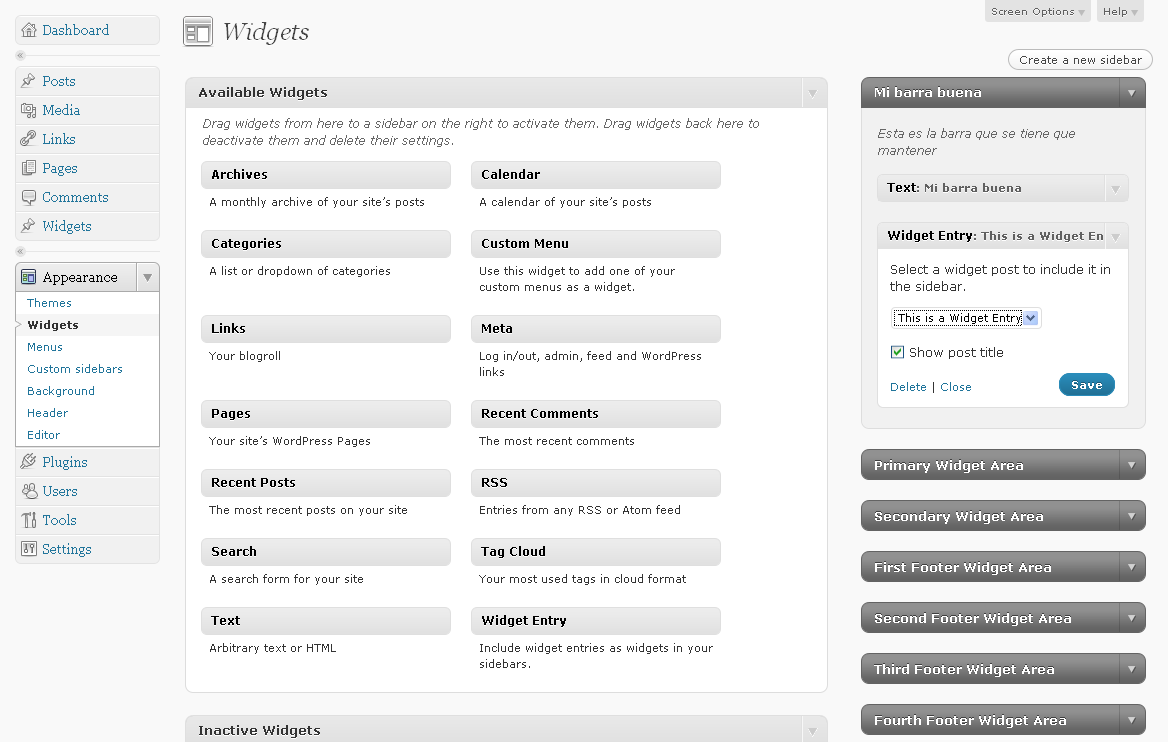 Screen Options
Help
Dashboard
Posts
Media
Links
Pages
Comments
Widgets
Appearance
Themes
Widgets
Menus
Custom sidebars
Background
Header
Editor
Plugins
Users
Tools
Settings
Widgets
Create a new sidebar
Available Widgets
Drag widgets from here to a sidebar on the right to activate them. Drag widgets back here to
deactivate them and delete their settings.
Archives
A monthly archive of your site’s posts
Calendar
A calendar of your site’s posts
Categories
A list or dropdown of categories
Custom Menu
Use this widget to add one of your
custom menus as a widget.
Links
Your blogroll
Meta
Log in/out, admin, feed and WordPress
links
Pages
Your site’s WordPress Pages
Recent Comments
The most recent comments
Recent Posts
The most recent posts on your site
RSS
Entries from any RSS or Atom feed
Search
A search form for your site
Tag Cloud
Your most used tags in cloud format
Text
Arbitrary text or HTML
Widget Entry
Include widget entries as widgets in your
sidebars.
Inactive Widgets
Mi barra buena
Esta es la barra que se tiene que
mantener
Text: Mi barra buena
Widget Entry: This is a Widget En
Select a widget post to include it in
the sidebar.
This is a Widget Entry
Show post title
Delete | Close
Save
Primary Widget Area
Secondary Widget Area
First Footer Widget Area
Second Footer Widget Area
Third Footer Widget Area
Fourth Footer Widget Area